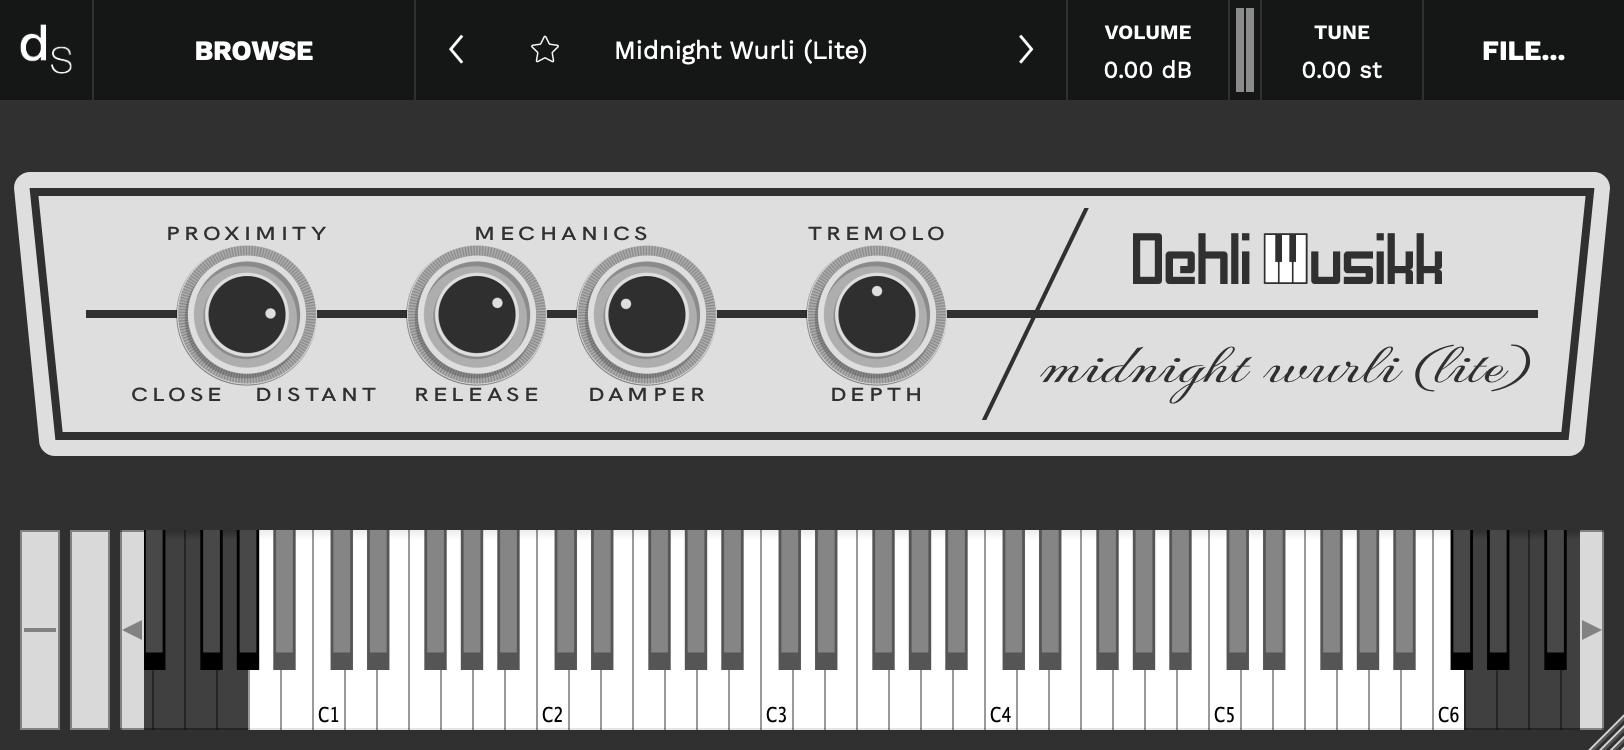 ds
BROWSE
Midnight Wurli (Lite)
VOLUME
0.00 dB
TUNE
0.00 st
FILE...
PROXIMITY
MECHANICS
TREMOLO
Dehli Musikk
CLOSE DISTANT
RELEASE
DAMPER
DEPTH
midnight wurli (lite)
C1 C2 C3 C4 C5 C6